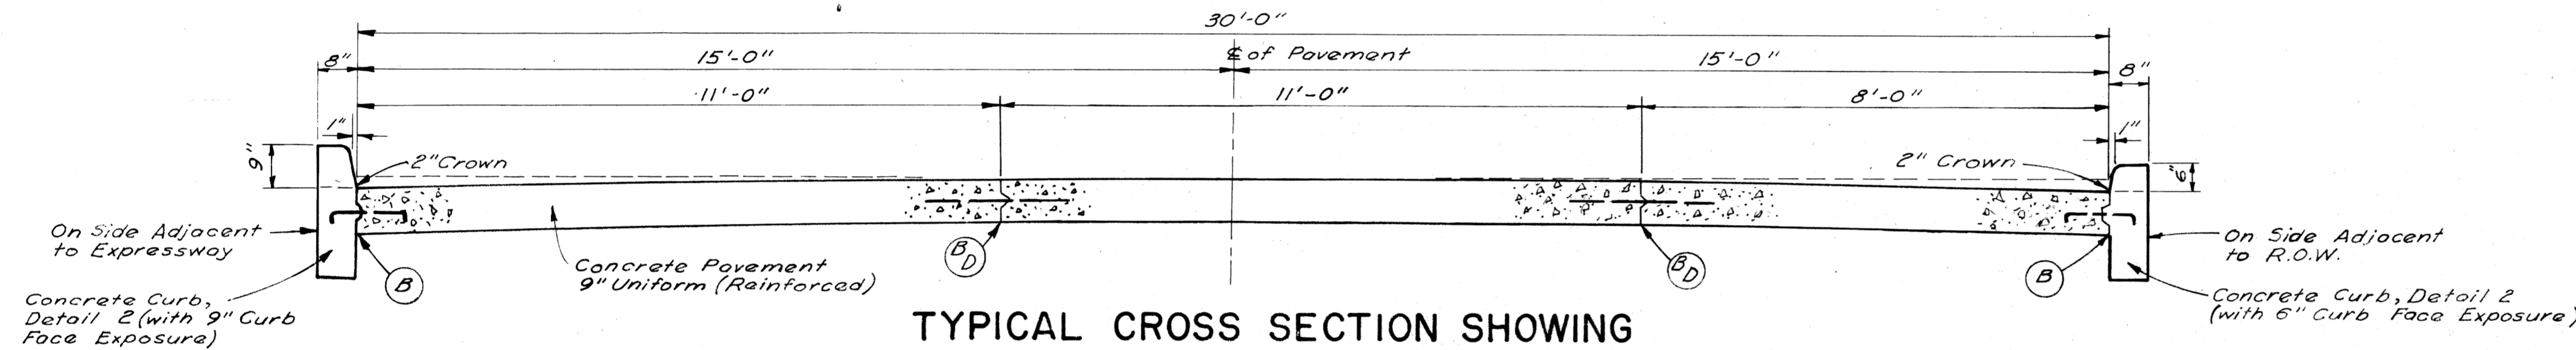 30'-0"
8"
15'-0"
℄ of Pavement
15'-0"
8"
11'-0"
11'-0"
8'-0"
1"
1"
9"
2" Crown
2" Crown
6"
On Side Adjacent
to Expressway
B
Concrete Pavement
9" Uniform (Reinforced)
BD
BD
B
On Side Adjacent
to R.O.W.
Concrete Curb,
Detail 2 (with 9" Curb
Face Exposure)
Concrete Curb, Detail 2
(with 6" Curb Face Exposure)
TYPICAL CROSS SECTION SHOWING